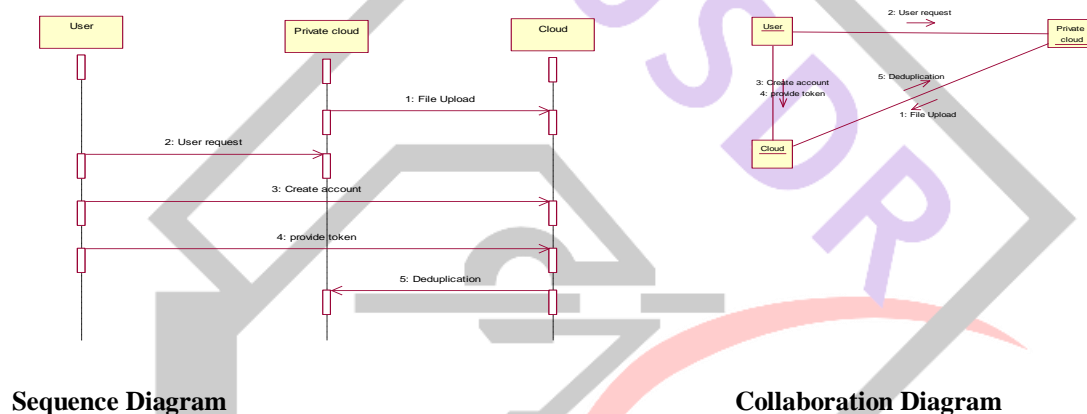 User
Private cloud
Cloud
1: File Upload
2: User request
3: Create account
4: provide token
5: Deduplication
2: User request
User
Private
cloud
5: Deduplication
3: Create account
4: provide token
1: File Upload
Cloud
SDR
Sequence Diagram
Collaboration Diagram